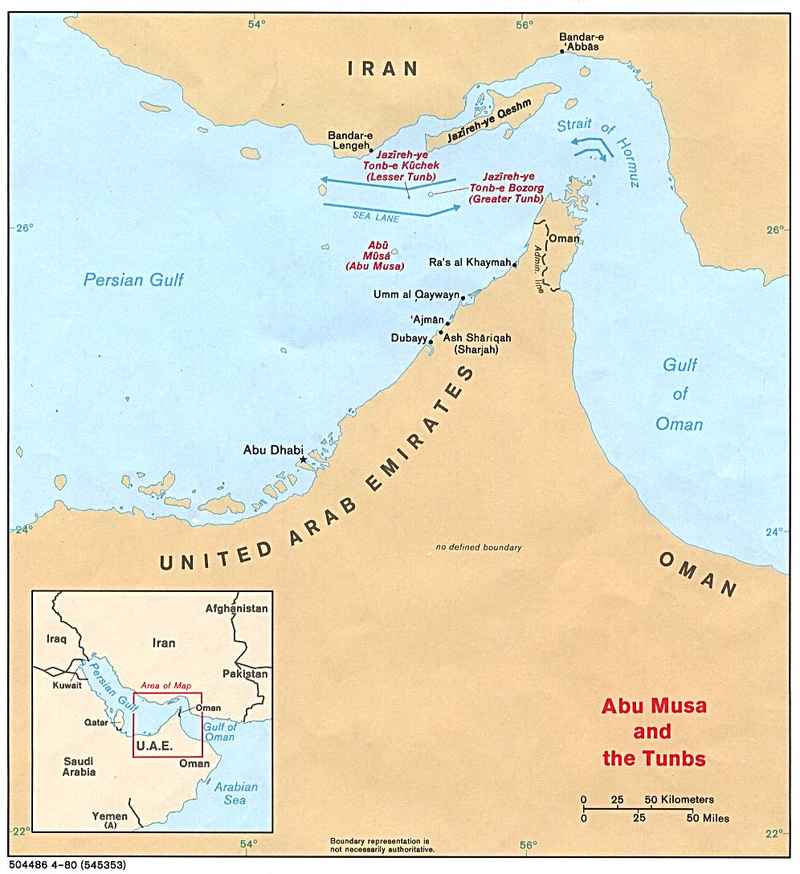 54°
56°
Bandar-e
'Abbās
IRAN
Jazīreh-ye Qeshm
Strait of Hormuz
Bandar-e
Lengeh
Jazīreh-ye
Tonb-e Kūchek
(Lesser Tunb)
Jazīreh-ye
Tonb-e Bozorg
(Greater Tunb)
SEA LANE
26°
26°
Oman
Admin. line
Abū
Mūsá
(Abu Musa)
Ra's al Khaymah
Persian Gulf
Umm al Qaywayn
'Ajmān
Dubayy
Ash Shāriqah
(Sharjah)
Gulf
of
Oman
Abu Dhabi
UNITED ARAB EMIRATES
24°
24°
no defined boundary
OMAN
Afghanistan
Iraq
Iran
Pakistan
Kuwait
Persian Gulf
Area of Map
Oman
Qatar
Gulf of
Oman
U.A.E.
Saudi
Arabia
Oman
Arabian
Sea
Yemen
(A)
Abu Musa
and
the Tunbs
0 25 50 Kilometers
0 25 50 Miles
22°
22°
54°
56°
Boundary representation is
not necessarily authoritative.
504486 4-80 (545353)